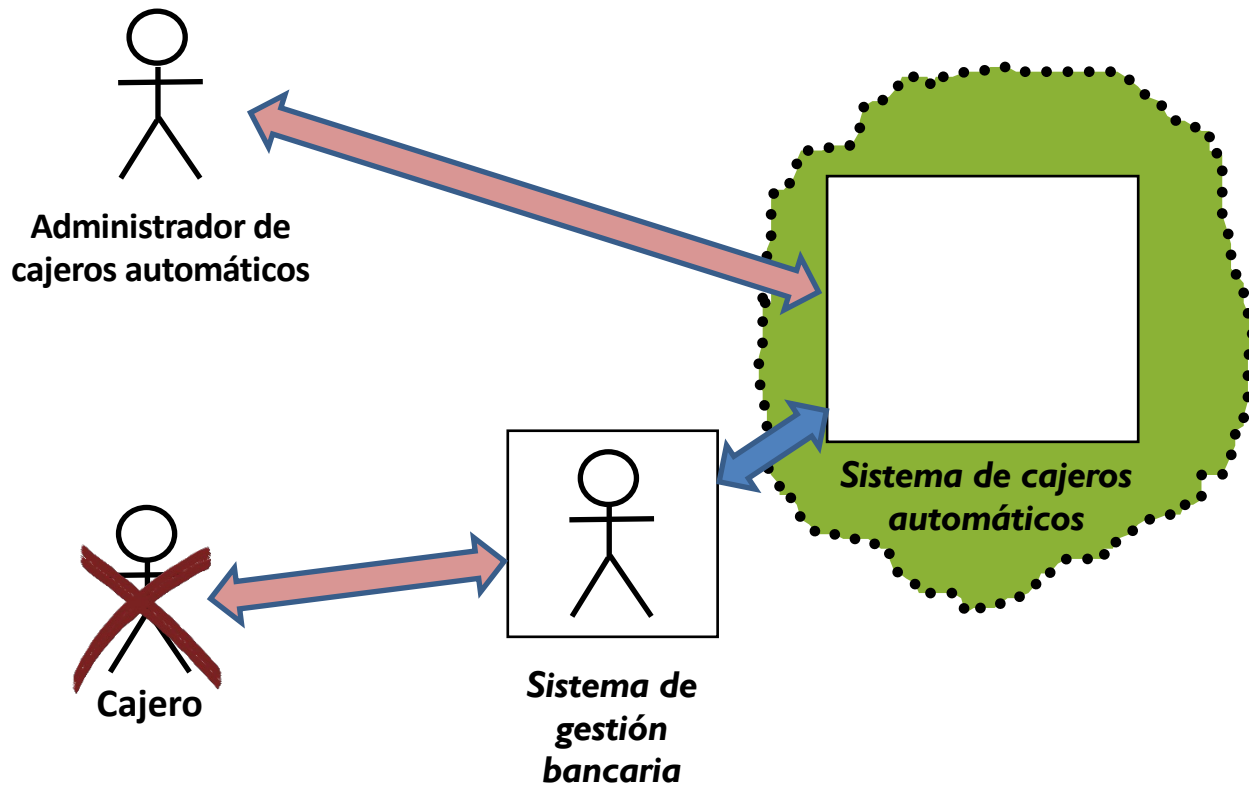 Administrador de
cajeros automáticos
Sistema de cajeros
automáticos
Cajero
Sistema de
gestión
bancaria